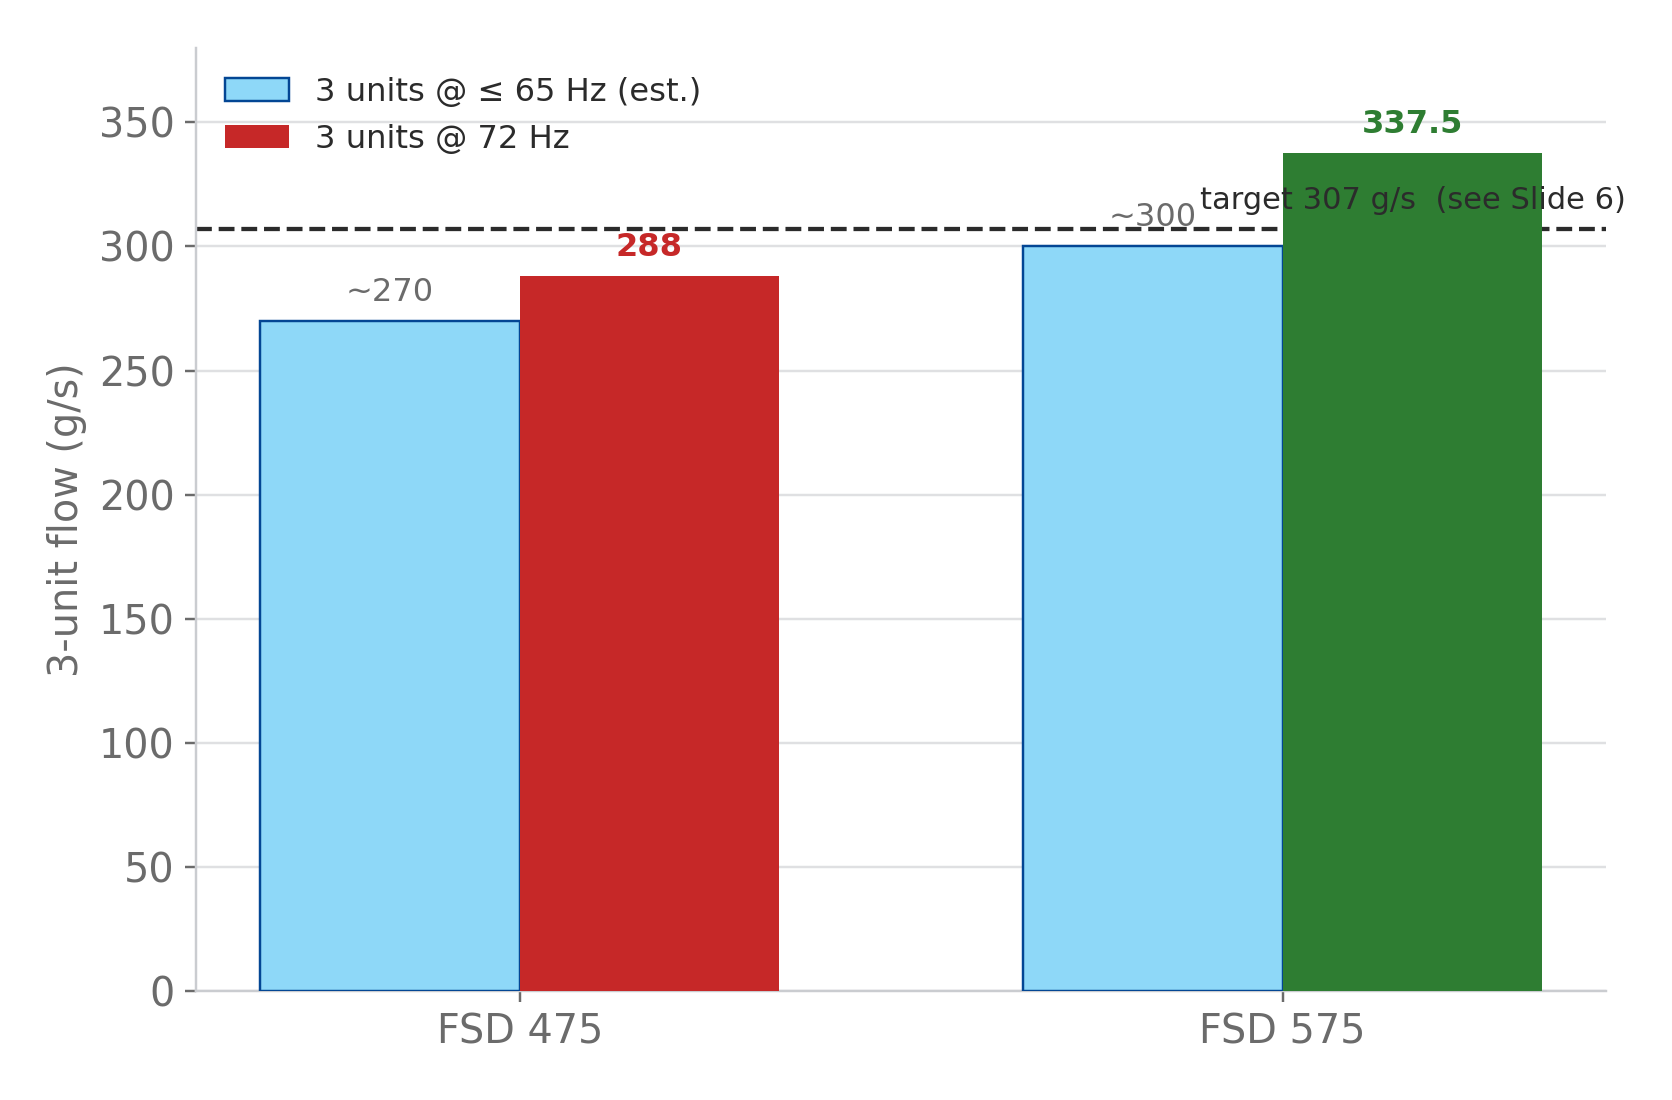 3 units @ ≤ 65 Hz (est.)
3 units @ 72 Hz
337.5
target 307 g/s  (see Slide 6)
~300
288
~270
3-unit flow (g/s)
350
300
250
200
150
100
50
0
FSD 475
FSD 575